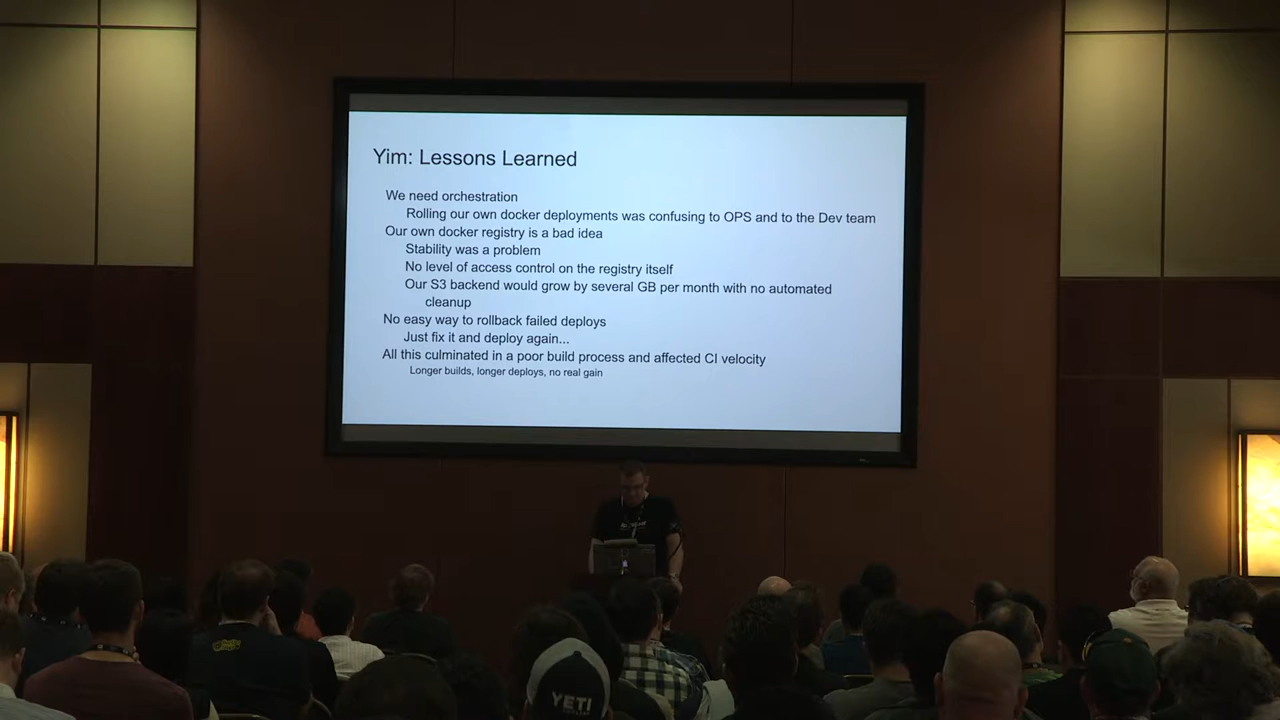 Yim: Lessons Learned
We need orchestration
Rolling our own docker deployments was confusing to OPS and to the Dev team
Our own docker registry is a bad idea
Stability was a problem
No level of access control on the registry itself
Our S3 backend would grow by several GB per month with no automated
cleanup
No easy way to rollback failed deploys
Just fix it and deploy again...
All this culminated in a poor build process and affected CI velocity
Longer builds, longer deploys, no real gain
YETI